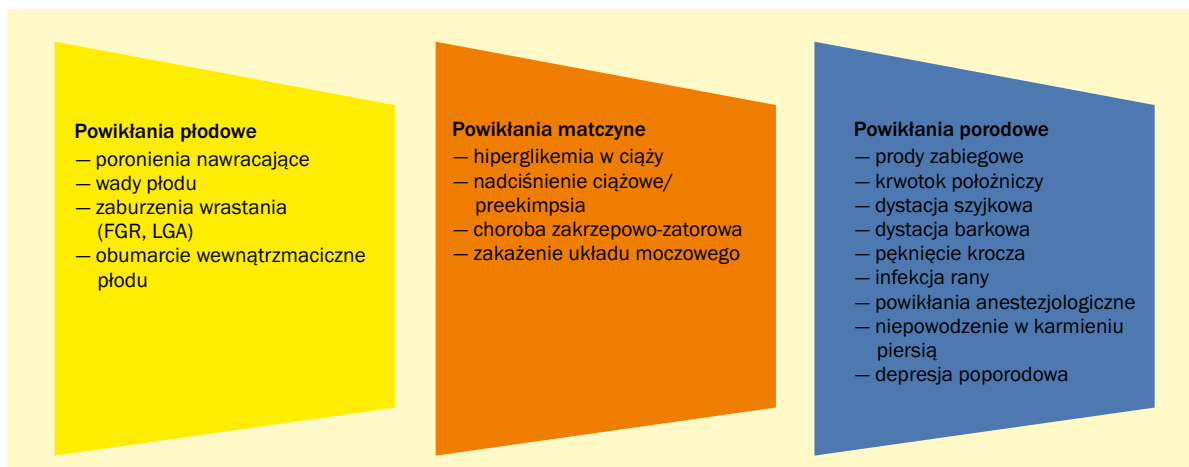 Powikłania płodowe
— poronienia nawracające
— wady płodu
— zaburzenia wrastania
(FGR, LGA)
— obumarcie wewnątrzmaciczne
płodu
Powikłania matczyne
— hiperglikemia w ciąży
— nadciśnienie ciążowe/
preekimpsia
— choroba zakrzepowo-zatorowa
— zakażenie układu moczowego
Powikłania porodowe
— prody zabiegowe
— krwotok położniczy
— dystacja szyjkowa
— dystacja barkowa
— pęknięcie krocza
— infekcja rany
— powikłania anestezjologiczne
— niepowodzenie w karmieniu
piersią
— depresja poporodowa